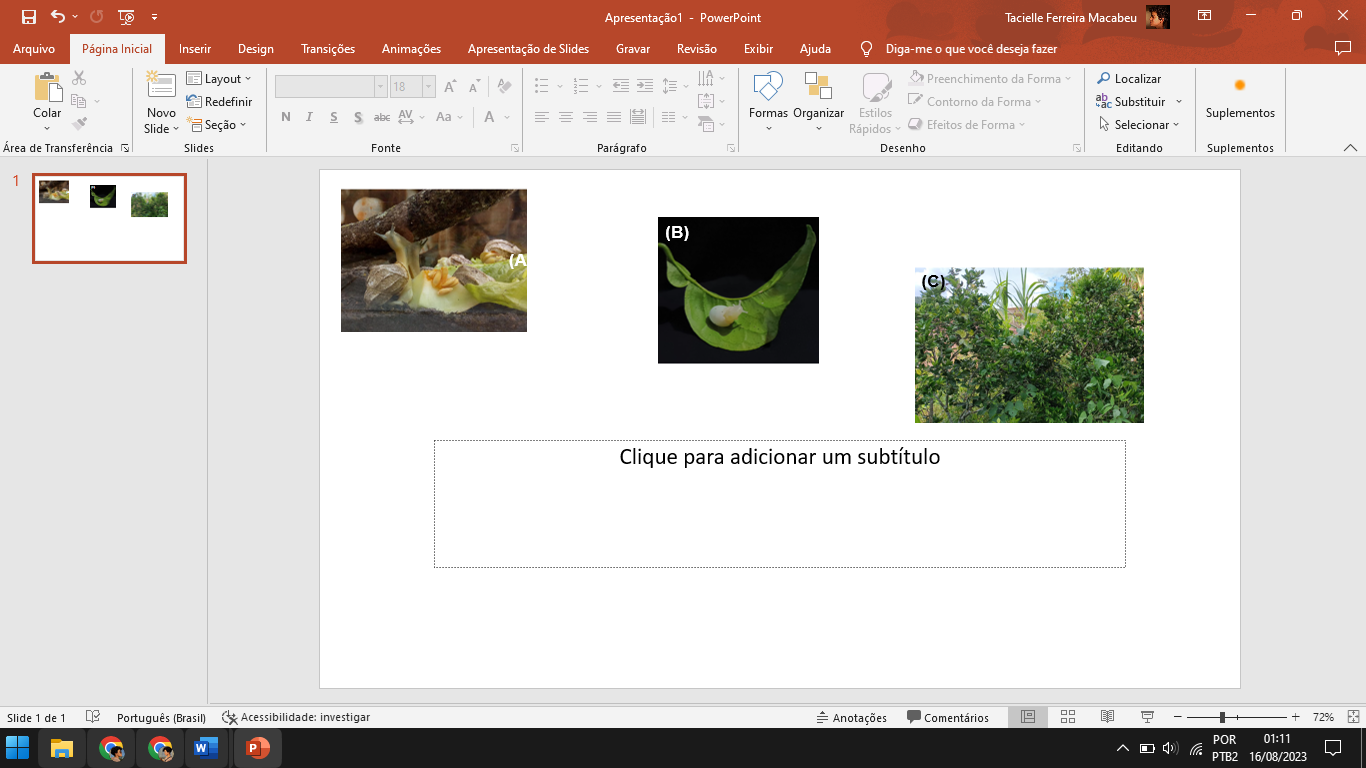 Apresentação1 - PowerPoint
Tacielle Ferreira Macabeu
Arquivo Página Inicial Inserir Design Transições Animações Apresentação de Slides Gravar Revisão Exibir Ajuda Diga-me o que você deseja fazer
Colar
Área de Transferência
Novo
Slide
Layout
Redefinir
Seção
Slides
18
N I S S abc AV Aa A
Fonte
Parágrafo
Formas
Organizar
Estilos
Rápidos
Preenchimento da Forma
Contorno da Forma
Efeitos de Forma
Desenho
Localizar
Substituir
Selecionar
Editando
Suplementos
Suplementos
1
(A
(B)
(C)
Clique para adicionar um subtítulo
Slide 1 de 1
Português (Brasil)
Acessibilidade: investigar
Anotações
Comentários
72%
POR
PTB2
01:11
16/08/2023